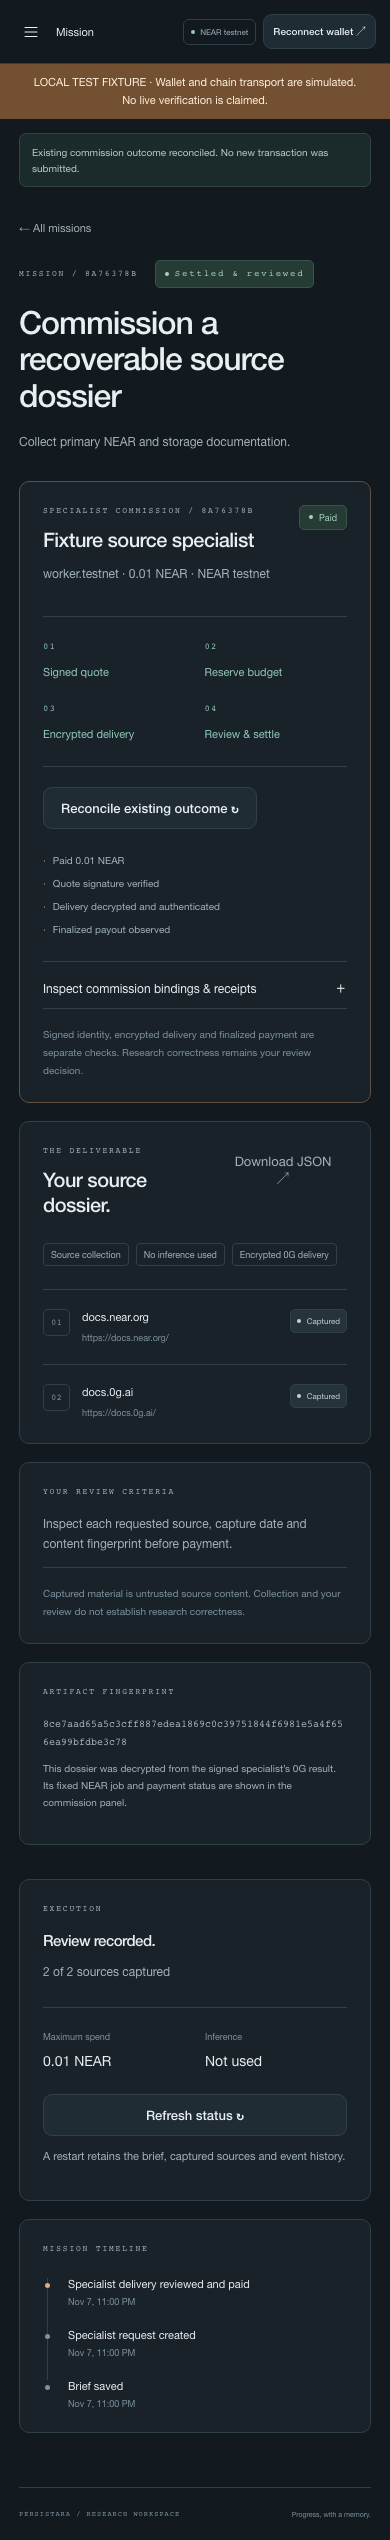 Mission
NEAR testnet
Reconnect wallet ↗
LOCAL TEST FIXTURE · Wallet and chain transport are simulated.
No live verification is claimed.
Existing commission outcome reconciled. No new transaction was
submitted.
← All missions
MISSION / 8A76378B
Settled & reviewed
Commission a
recoverable source
dossier
Collect primary NEAR and storage documentation.
SPECIALIST COMMISSION / 8A76378B
Paid
Fixture source specialist
worker.testnet · 0.01 NEAR · NEAR testnet
01
Signed quote
02
Reserve budget
03
Encrypted delivery
04
Review & settle
Reconcile existing outcome ↻
· Paid 0.01 NEAR
· Quote signature verified
· Delivery decrypted and authenticated
· Finalized payout observed
Inspect commission bindings & receipts +
Signed identity, encrypted delivery and finalized payment are
separate checks. Research correctness remains your review
decision.
THE DELIVERABLE
Your source
dossier.
Download JSON
↗
Source collection
No inference used
Encrypted 0G delivery
01
docs.near.org
https://docs.near.org/
Captured
02
docs.0g.ai
https://docs.0g.ai/
Captured
YOUR REVIEW CRITERIA
Inspect each requested source, capture date and
content fingerprint before payment.
Captured material is untrusted source content. Collection and your
review do not establish research correctness.
ARTIFACT FINGERPRINT
8ce7aad65a5c3cff887edea1869c0c39751844f6981e5a4f65
6ea99bfdbe3c78
This dossier was decrypted from the signed specialist's 0G result.
Its fixed NEAR job and payment status are shown in the
commission panel.
EXECUTION
Review recorded.
2 of 2 sources captured
Maximum spend
0.01 NEAR
Inference
Not used
Refresh status ↻
A restart retains the brief, captured sources and event history.
MISSION TIMELINE
Specialist delivery reviewed and paid
Nov 7, 11:00 PM
Specialist request created
Nov 7, 11:00 PM
Brief saved
Nov 7, 11:00 PM
PERSISTARA / RESEARCH WORKSPACE
Progress, with a memory.